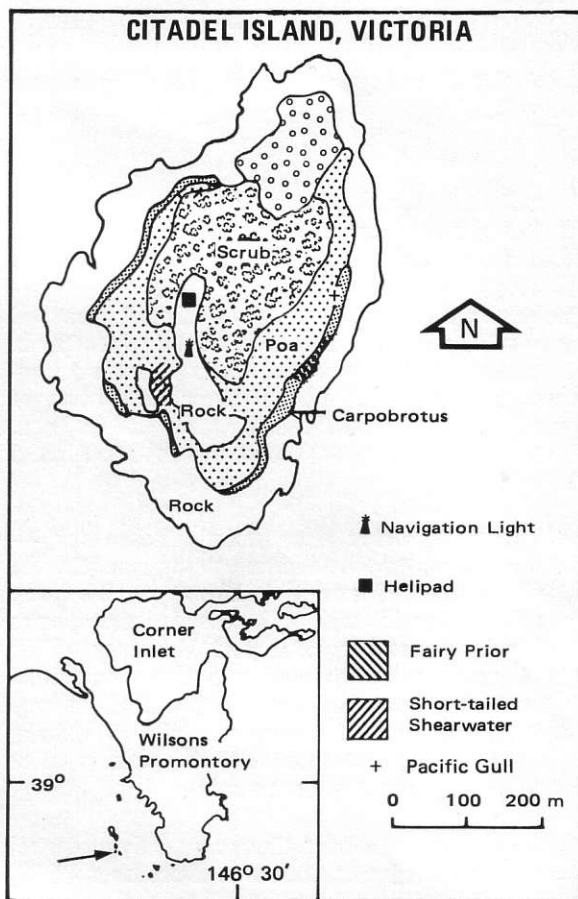 CITADEL ISLAND, VICTORIA
Scrub
N
Poa
Rock
Carpobrotus
Rock
Navigation Light
Helipad
Fairy Prior
Short-tailed
Shearwater
+ Pacific Gull
0 100 200 m
Corner
Inlet
Wilsons
Promontory
39°
146° 30'